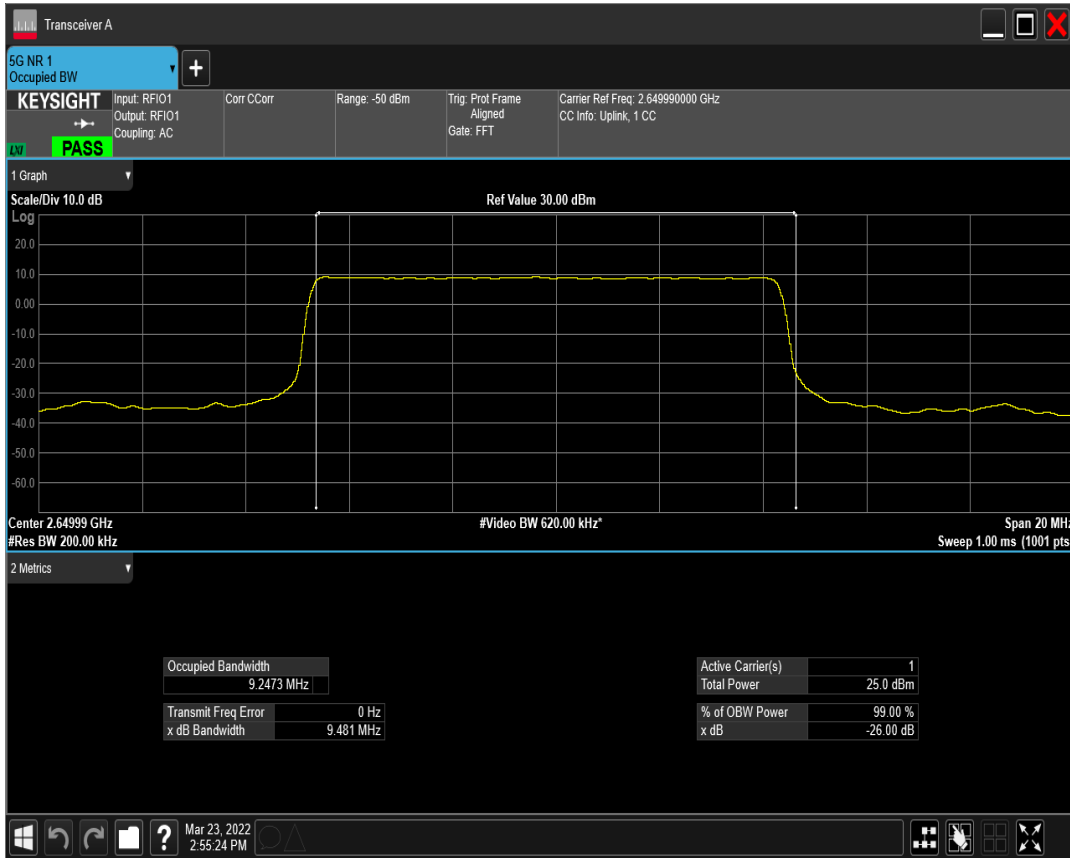 Transceiver A
5G NR 1
Occupied BW
+
KEYSIGHT
LXI
PASS
Input: RFIO1
Output: RFIO1
Coupling: AC
Corr CCorr
Range: -50 dBm
Trig: Prot Frame
Aligned
Gate: FFT
Carrier Ref Freq: 2.649990000 GHz
CC Info: Uplink, 1 CC
1 Graph
Scale/Div 10.0 dB
Ref Value 30.00 dBm
Log
20.0
10.0
0.00
-10.0
-20.0
-30.0
-40.0
-50.0
-60.0
Center 2.64999 GHz
#Video BW 620.00 kHz*
Span 20 MHz
#Res BW 200.00 kHz
Sweep 1.00 ms (1001 pts
2 Metrics
Occupied Bandwidth
9.2473 MHz
Transmit Freq Error 0 Hz
x dB Bandwidth 9.481 MHz
Active Carrier(s) 1
Total Power 25.0 dBm
% of OBW Power 99.00 %
x dB -26.00 dB
?
Mar 23, 2022
2:55:24 PM